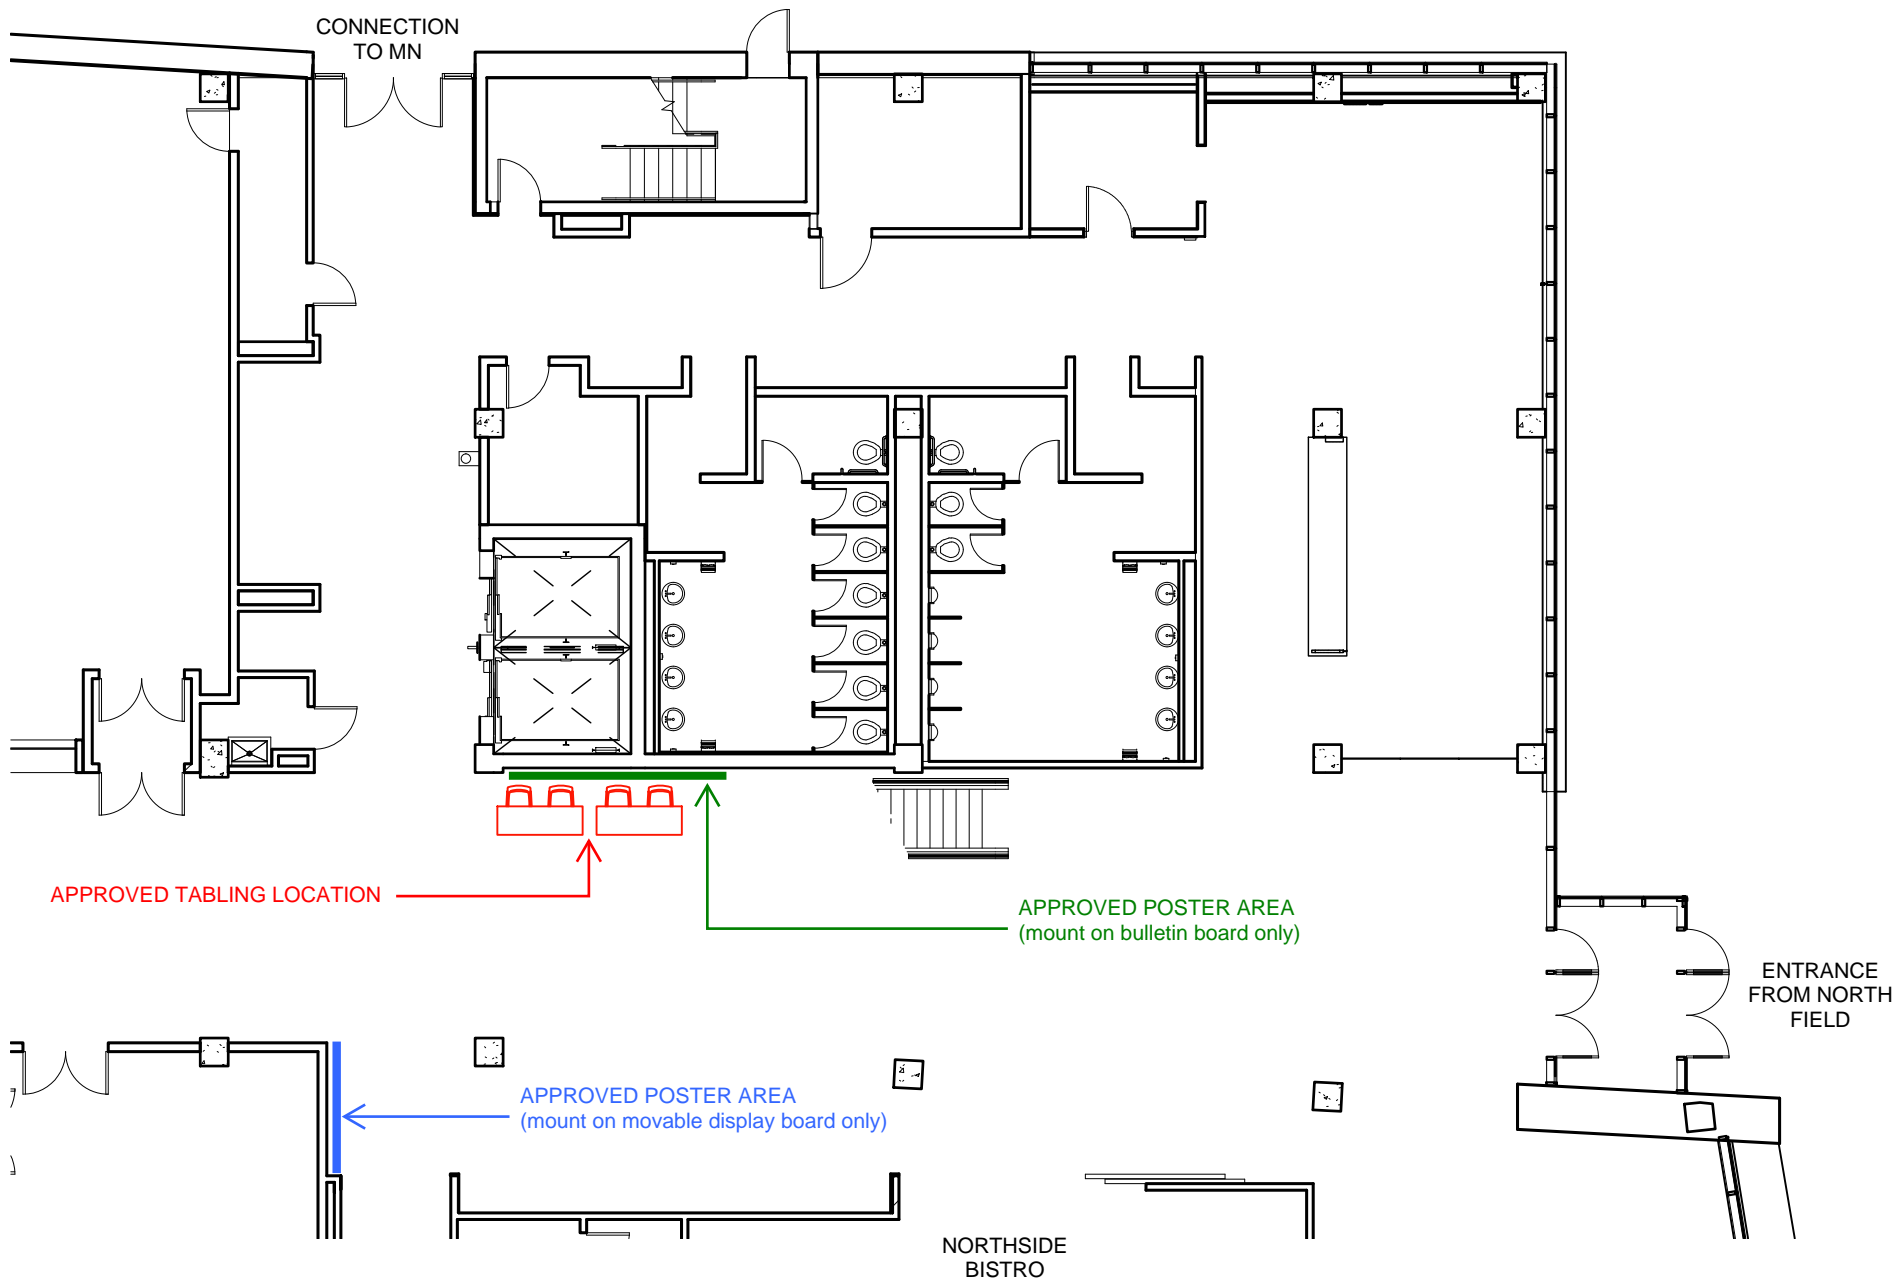 CONNECTION
TO MN
APPROVED TABLING LOCATION
APPROVED POSTER AREA
(mount on bulletin board only)
ENTRANCE
FROM NORTH
FIELD
APPROVED POSTER AREA
(mount on movable display board only)
NORTHSIDE
BISTRO